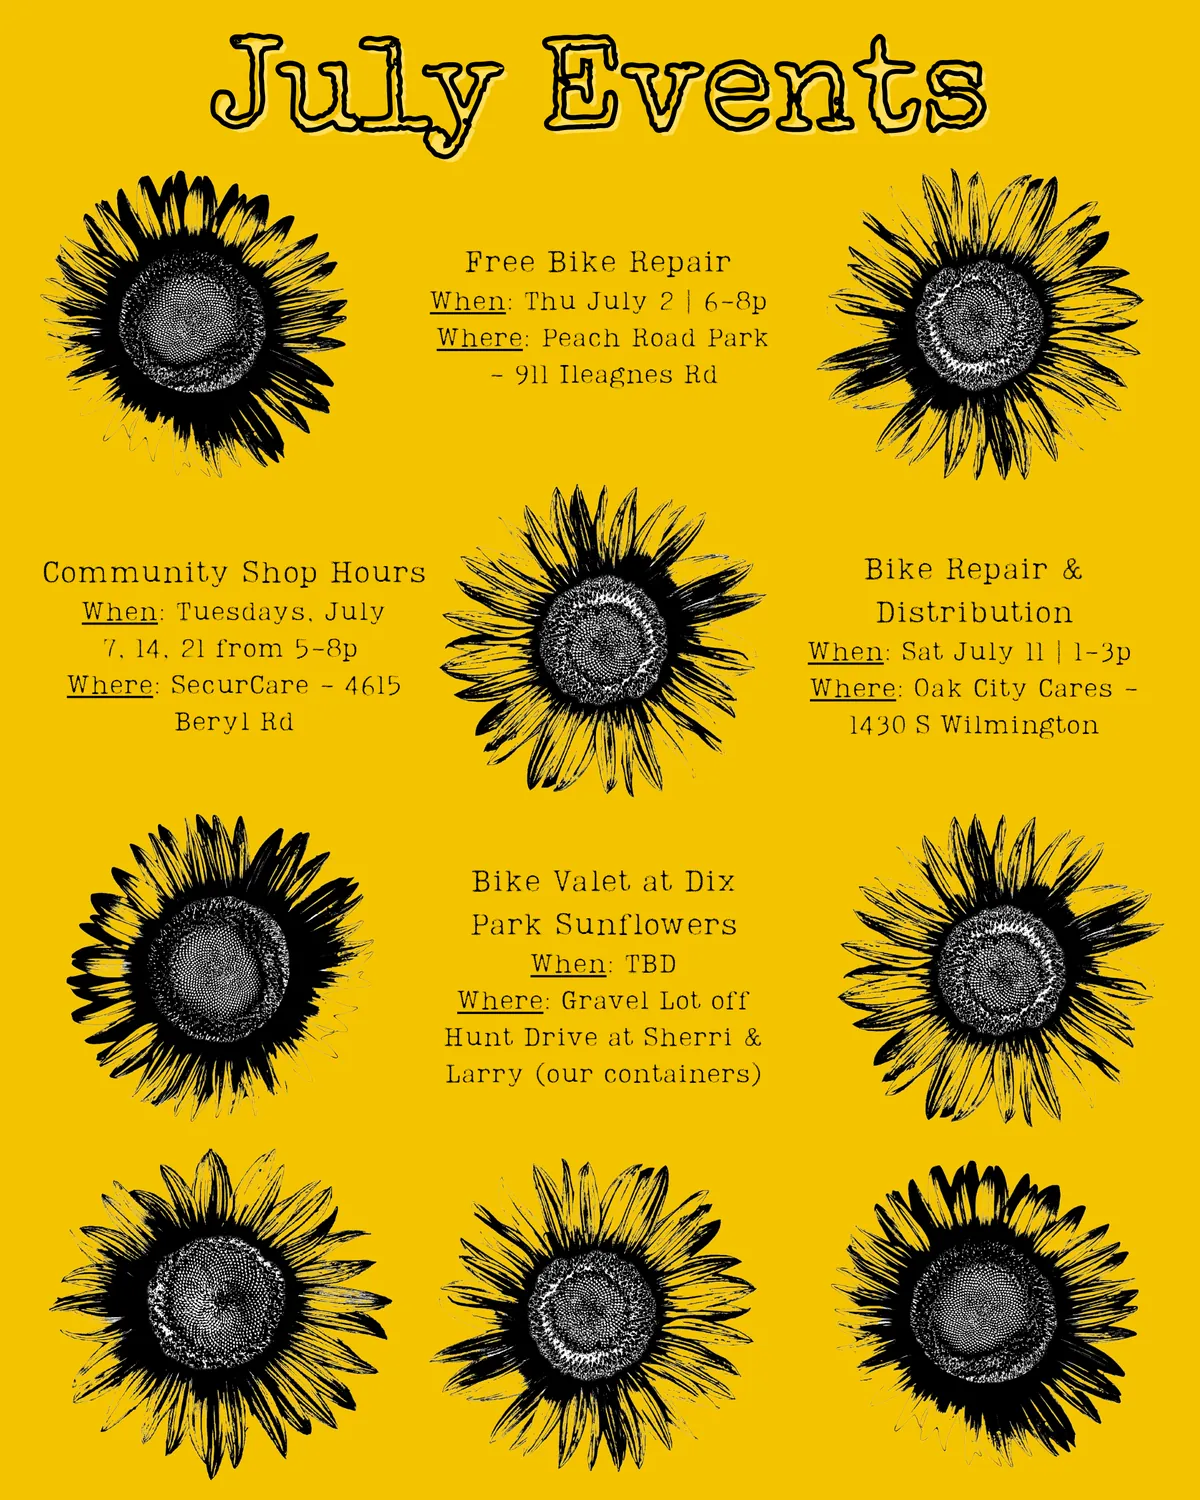 July Events
Free Bike Repair
When: Thu July 2 | 6-8p
Where: Peach Road Park
- 911 Ileagnes Rd
Community Shop Hours
When: Tuesdays, July
7, 14, 21 from 5-8p
Where: SecurCare - 4615
Beryl Rd
Bike Repair &
Distribution
When: Sat July 11 | 1-3p
Where: Oak City Cares -
1430 S Wilmington
Bike Valet at Dix
Park Sunflowers
When: TBD
Where: Gravel Lot off
Hunt Drive at Sherri &
Larry (our containers)